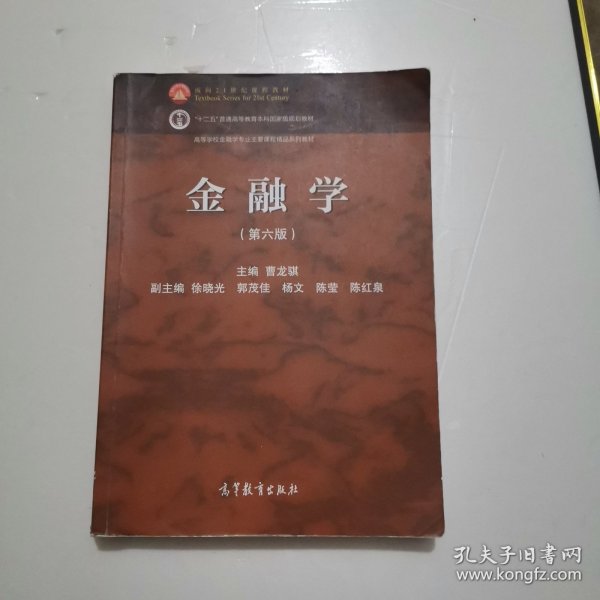 面向21世纪课程教材
Textbook Series for 21st Century
"十二五"普通高等教育本科国家级规划教材
高等学校金融学专业主要课程精品系列教材
金融学
（第六版）
主编 曹龙骐
副主编 徐晓光 郭茂佳 杨文 陈莹 陈红泉
高等教育出版社
孔夫子旧书网
www.kongfz.com